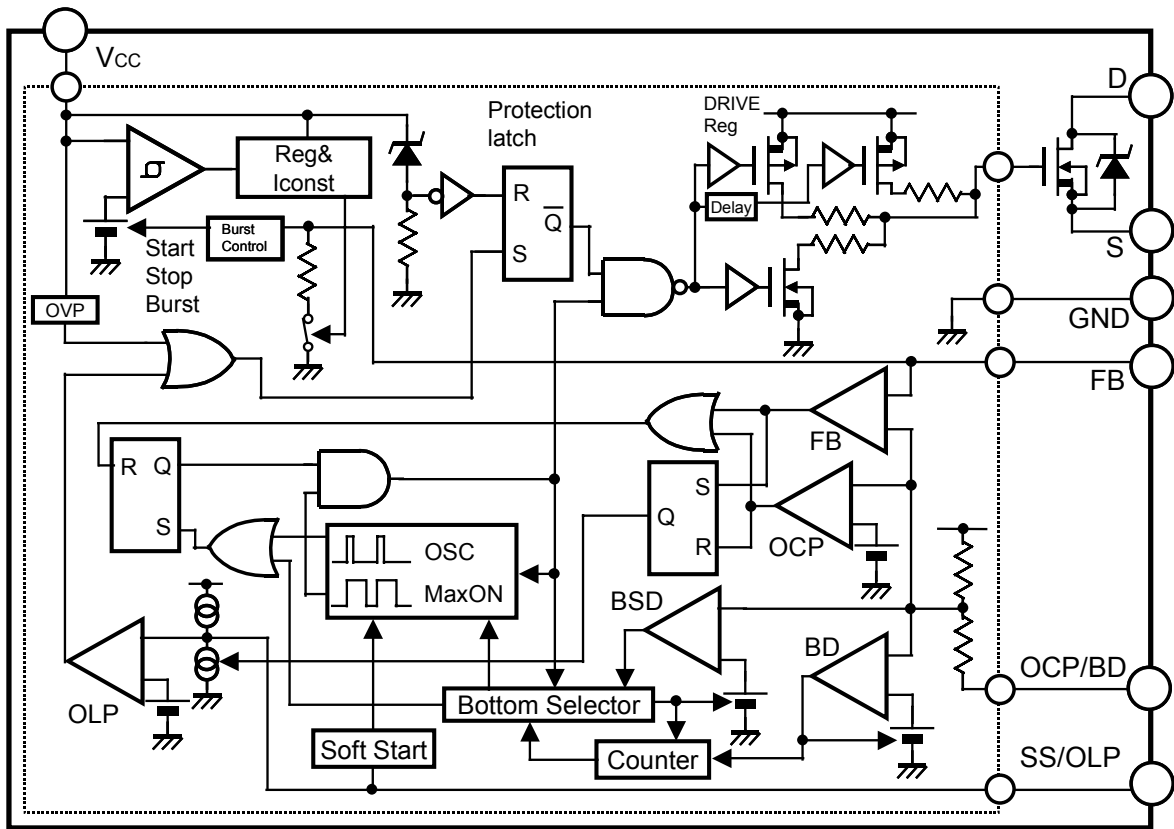 VCC
D
Protection
latch
DRIVE
Reg
Reg&
Iconst
R
Q
S
Delay
Burst
Control
Start
Stop
Burst
S
OVP
GND
FB
FB
R Q
S
S
Q
R
OCP
OSC
MaxON
BSD
BD
OCP/BD
OLP
Bottom Selector
Soft Start
Counter
SS/OLP